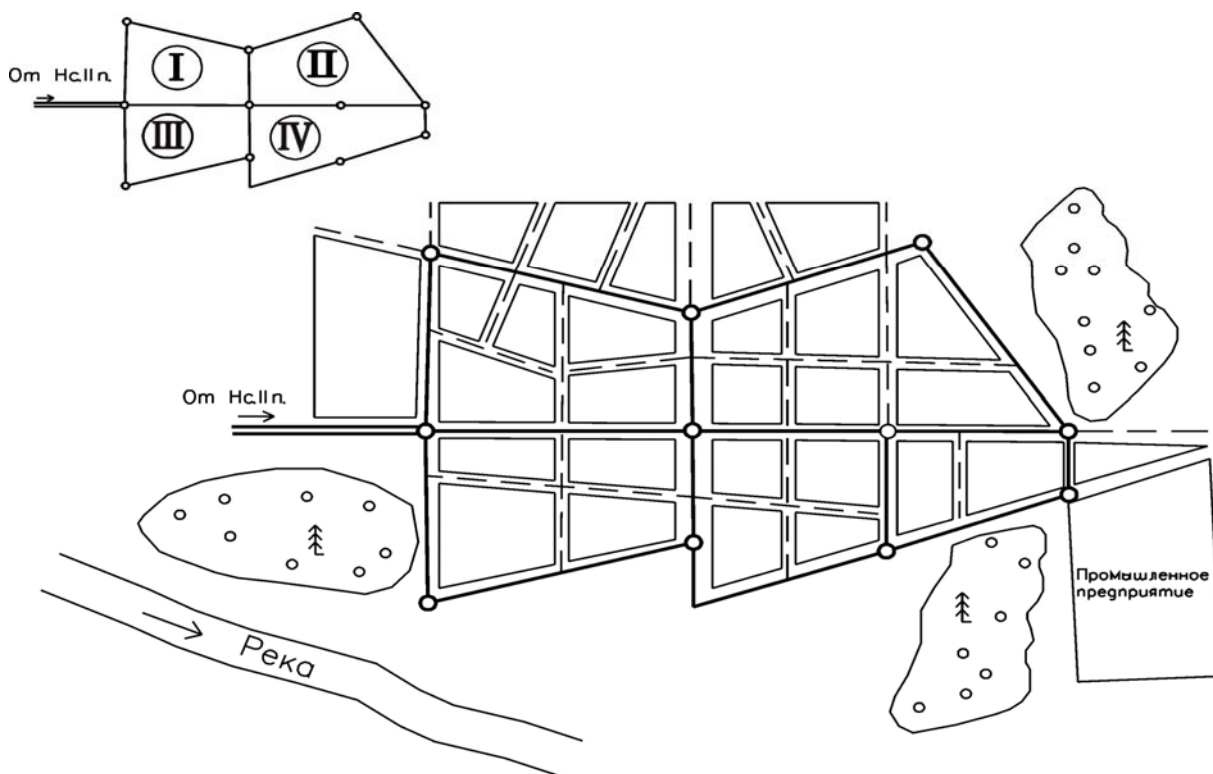 От Нс.II п.
I
II
III
IV
От Нс.II п.
Промышленное
предприятие
Река